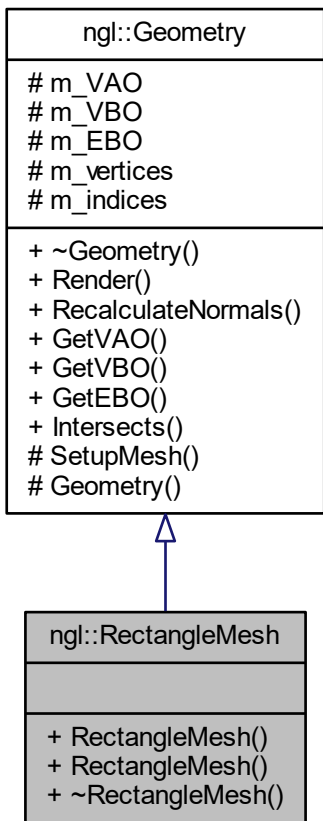 ngl::Geometry
# m_VAO
# m_VBO
# m_EBO
# m_vertices
# m_indices
+ ~Geometry()
+ Render()
+ RecalculateNormals()
+ GetVAO()
+ GetVBO()
+ GetEBO()
+ Intersects()
# SetupMesh()
# Geometry()
ngl::RectangleMesh
+ RectangleMesh()
+ RectangleMesh()
+ ~RectangleMesh()